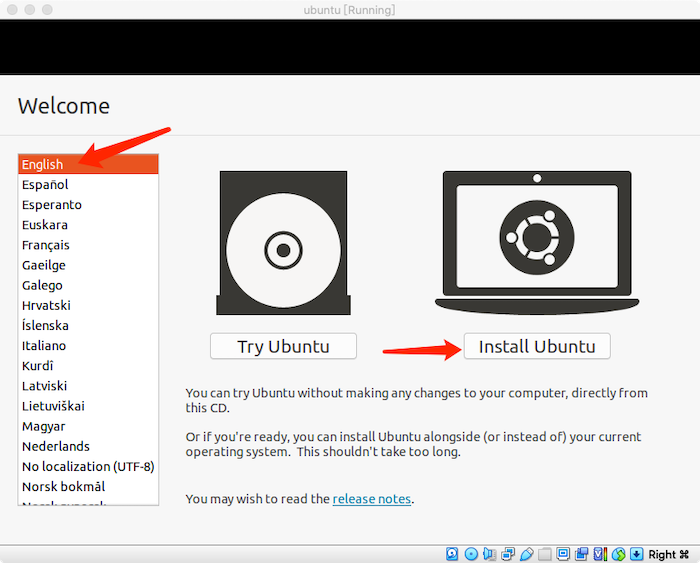 ubuntu [Running]
Welcome
English
Español
Esperanto
Euskara
Français
Gaeilge
Galego
Hrvatski
Íslenska
Italiano
Kurdî
Latviski
Lietuviškai
Magyar
Nederlands
No localization (UTF-8)
Norsk bokmål
Norsk nynorsk
Try Ubuntu
Install Ubuntu
You can try Ubuntu without making any changes to your computer, directly from
this CD.
Or if you're ready, you can install Ubuntu alongside (or instead of) your current
operating system. This shouldn't take too long.
You may wish to read the release notes.
Right ⌘